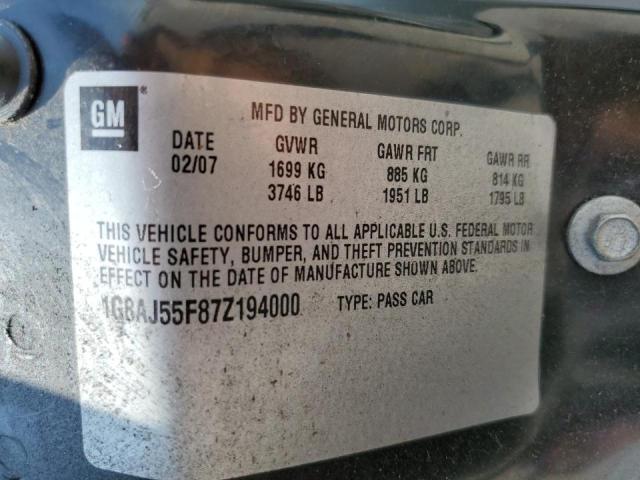 GM ®
MFD BY GENERAL MOTORS CORP.
DATE GVWR GAWR FRT GAWR RR
02/07 1699 KG 885 KG 814 KG
3746 LB 1951 LB 1795 LB
THIS VEHICLE CONFORMS TO ALL APPLICABLE U.S. FEDERAL MOTOR
VEHICLE SAFETY, BUMPER, AND THEFT PREVENTION STANDARDS IN
EFFECT ON THE DATE OF MANUFACTURE SHOWN ABOVE.
1G8AJ55F87Z194000 TYPE: PASS CAR